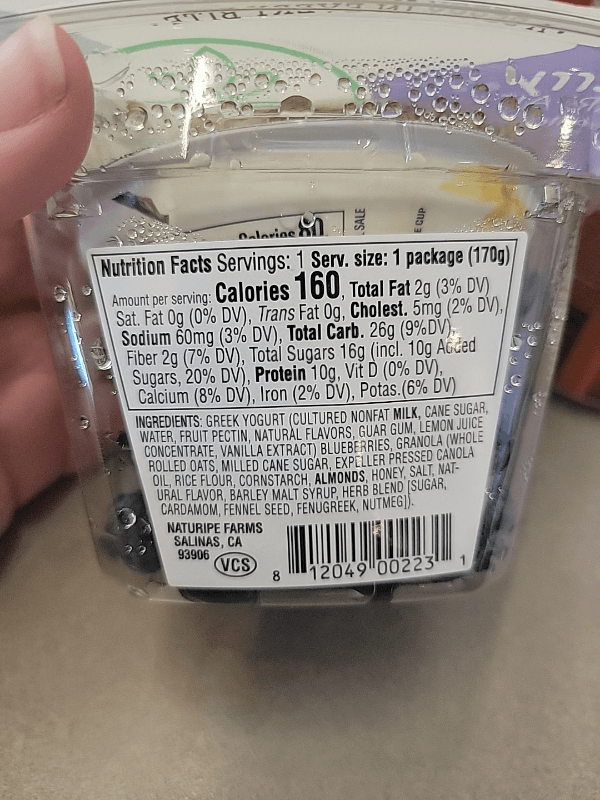 Calories 80
SALE
E CUP
Nutrition Facts Servings: 1 Serv. size: 1 package (170g)
Amount per serving: Calories 160, Total Fat 2g (3% DV),
Sat. Fat 0g (0% DV), Trans Fat 0g, Cholest. 5mg (2% DV),
Sodium 60mg (3% DV), Total Carb. 26g (9%DV),
Fiber 2g (7% DV), Total Sugars 16g (incl. 10g Added
Sugars, 20% DV), Protein 10g, Vit D (0% DV),
Calcium (8% DV), Iron (2% DV), Potas.(6% DV)
INGREDIENTS: GREEK YOGURT (CULTURED NONFAT MILK, CANE SUGAR,
WATER, FRUIT PECTIN, NATURAL FLAVORS, GUAR GUM, LEMON JUICE
CONCENTRATE, VANILLA EXTRACT) BLUEBERRIES, GRANOLA (WHOLE
ROLLED OATS, MILLED CANE SUGAR, EXPELLER PRESSED CANOLA
OIL, RICE FLOUR, CORNSTARCH, ALMONDS, HONEY, SALT, NAT-
URAL FLAVOR, BARLEY MALT SYRUP, HERB BLEND [SUGAR,
CARDAMOM, FENNEL SEED, FENUGREEK, NUTMEG]).
NATURIPE FARMS
SALINAS, CA
93906
VCS
8 12049 00223 1